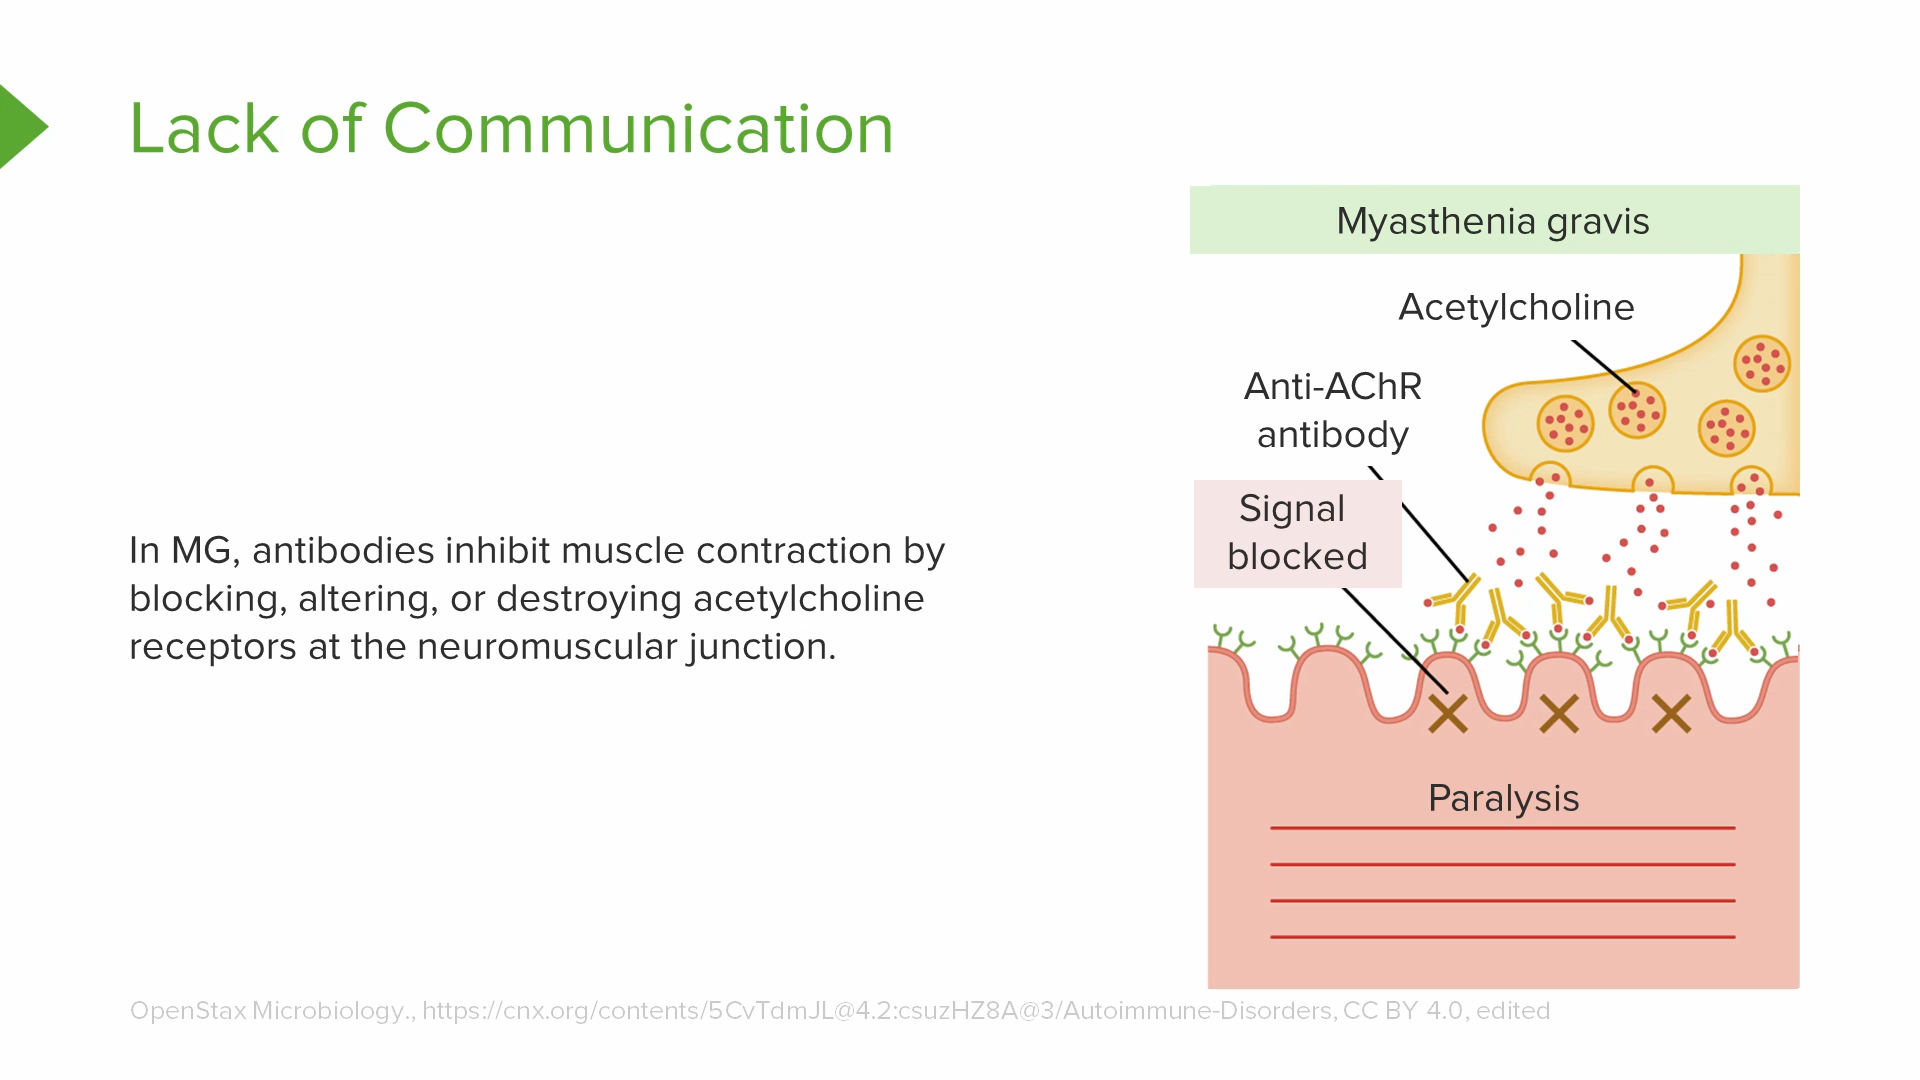 Lack of Communication
Myasthenia gravis
Acetylcholine
Anti-AChR
antibody
Signal
blocked
In MG, antibodies inhibit muscle contraction by
blocking, altering, or destroying acetylcholine
receptors at the neuromuscular junction.
Paralysis
OpenStax Microbiology., https://cnx.org/contents/5CvTdmJL@4.2:csuzHZ8A@3/Autoimmune-Disorders, CC BY 4.0, edited